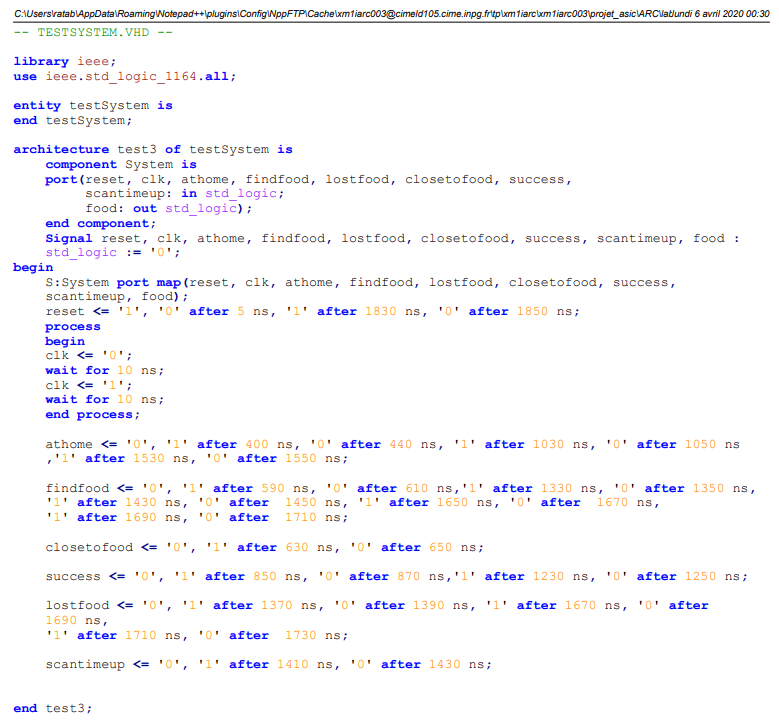 C:\Users\ratab\AppData\Roaming\Notepad++\plugins\Config\NppFTP\Cache\xm1iarc003@cimeld105.cime.inpg.fr\tp\xm1iarc\xm1iarc003\projet_asic\ARC\lab\lundi 6 avril 2020 00:30
-- TESTSYSTEM.VHD --
library ieee;
use ieee.std_logic_1164.all;
entity testSystem is
end testSystem;
architecture test3 of testSystem is
component System is
port(reset, clk, athome, findfood, lostfood, closetofood, success,
scantimeup: in std_logic;
food: out std_logic);
end component;
Signal reset, clk, athome, findfood, lostfood, closetofood, success, scantimeup, food :
std_logic := '0';
begin
S:System port map(reset, clk, athome, findfood, lostfood, closetofood, success,
scantimeup, food);
reset <= '1', '0' after 5 ns, '1' after 1830 ns, '0' after 1850 ns;
process
begin
clk <= '0';
wait for 10 ns;
clk <= '1';
wait for 10 ns;
end process;
athome <= '0', '1' after 400 ns, '0' after 440 ns, '1' after 1030 ns, '0' after 1050 ns
,'1' after 1530 ns, '0' after 1550 ns;
findfood <= '0', '1' after 590 ns, '0' after 610 ns,'1' after 1330 ns, '0' after 1350 ns,
'1' after 1430 ns, '0' after  1450 ns, '1' after 1650 ns, '0' after  1670 ns,
'1' after 1690 ns, '0' after  1710 ns;
closetofood <= '0', '1' after 630 ns, '0' after 650 ns;
success <= '0', '1' after 850 ns, '0' after 870 ns,'1' after 1230 ns, '0' after 1250 ns;
lostfood <= '0', '1' after 1370 ns, '0' after 1390 ns, '1' after 1670 ns, '0' after
1690 ns,
'1' after 1710 ns, '0' after  1730 ns;
scantimeup <= '0', '1' after 1410 ns, '0' after 1430 ns;
end test3;